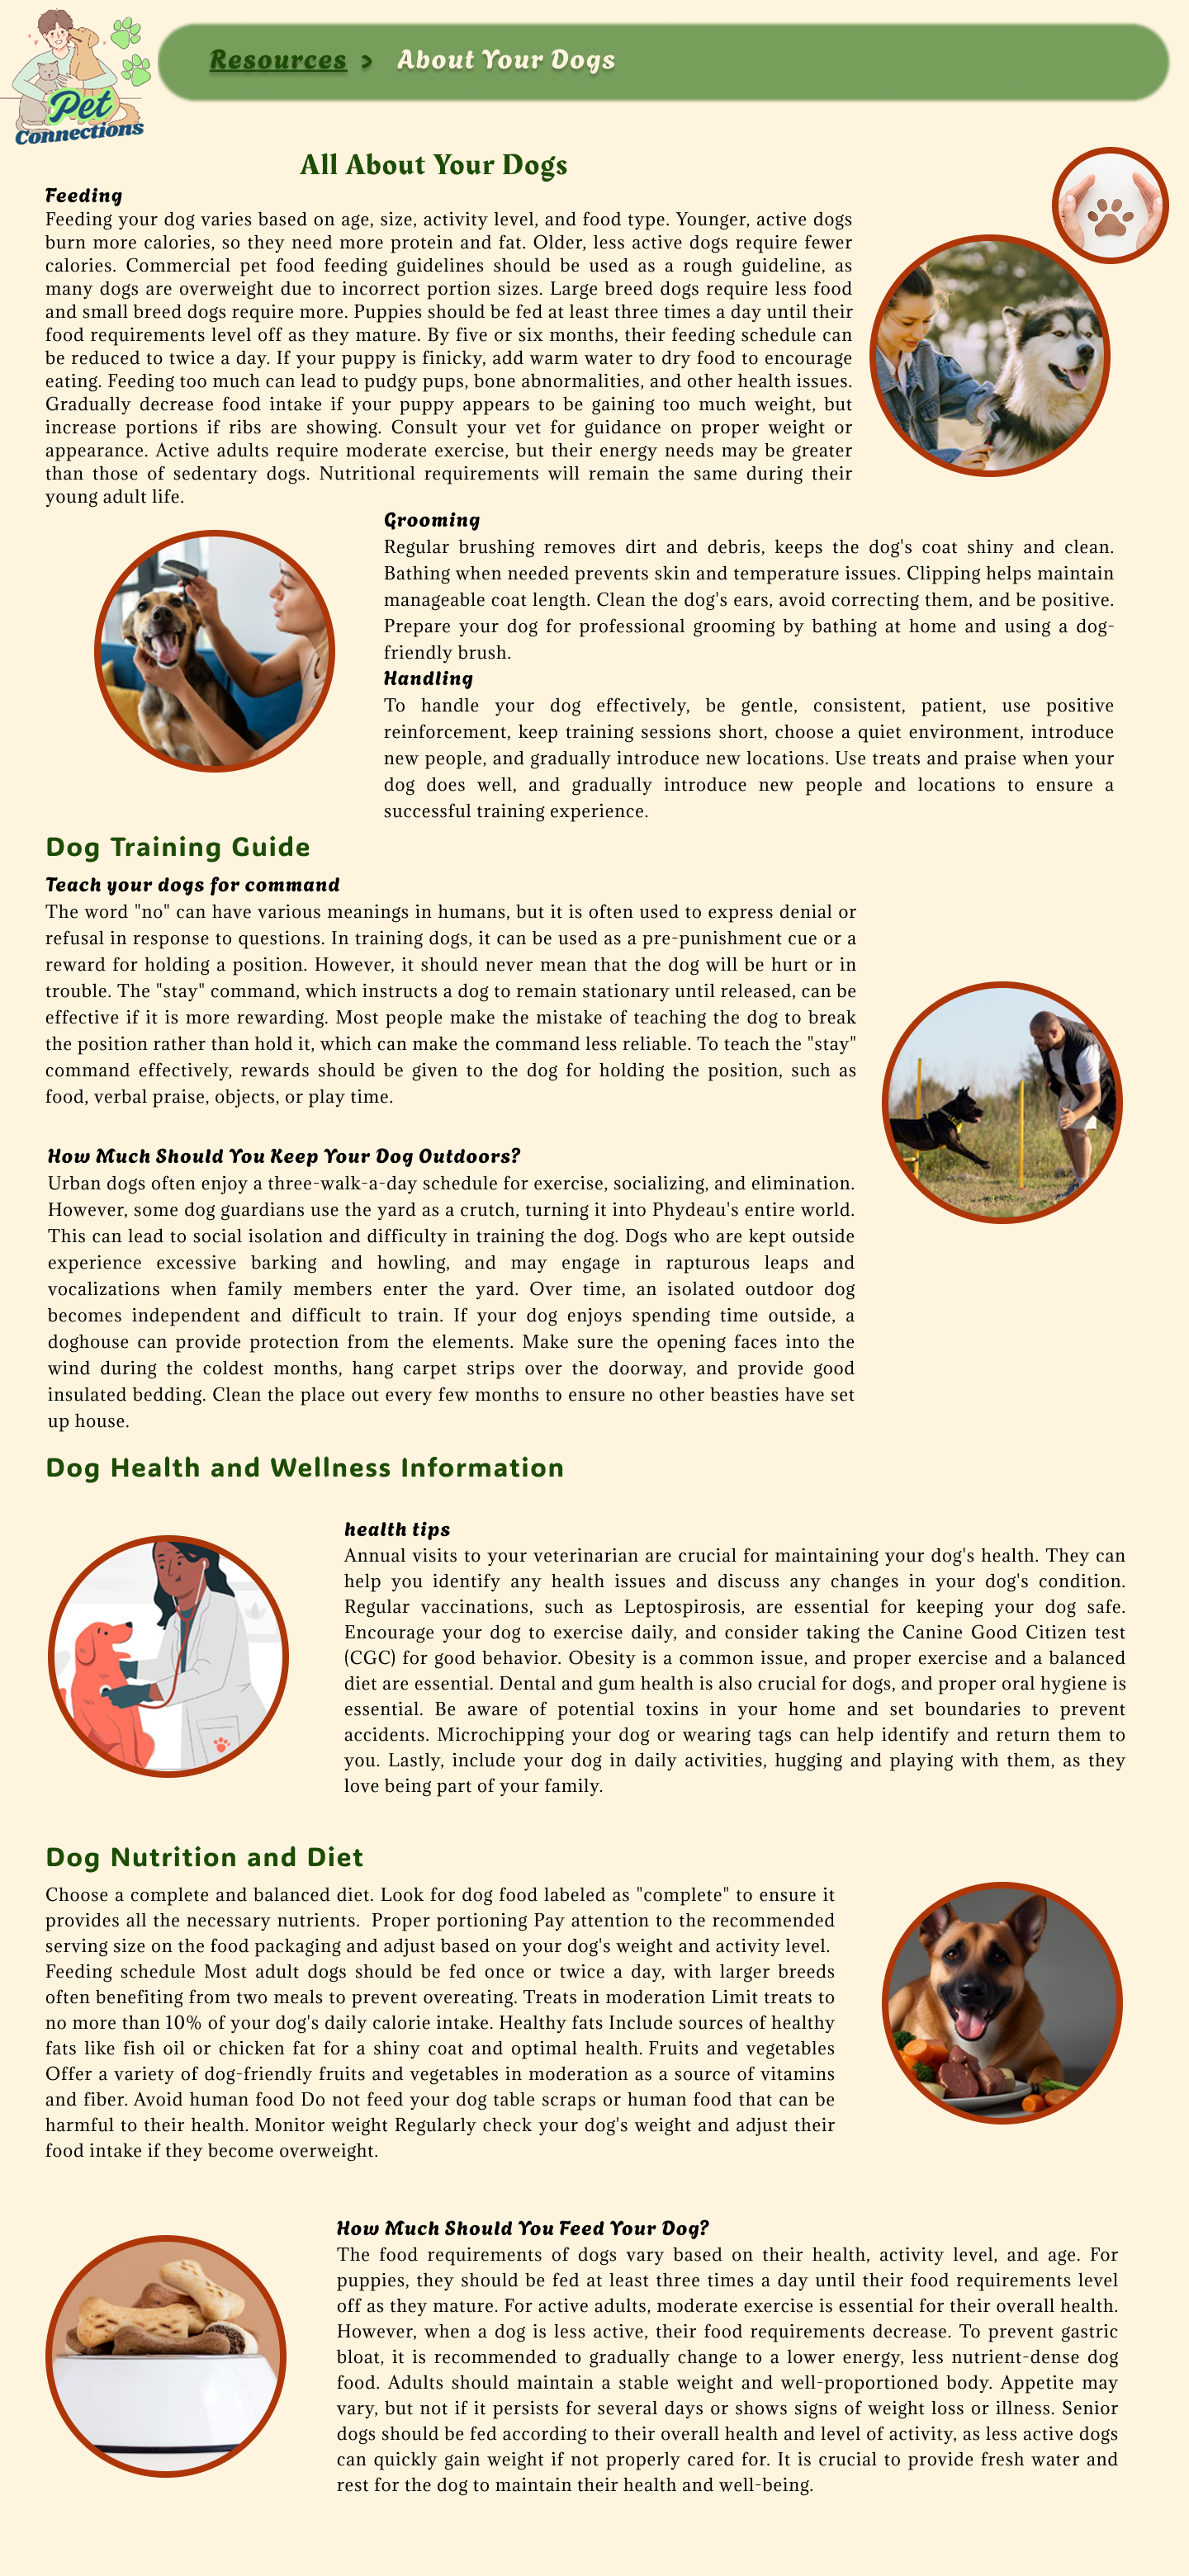 Pet
Connections
Resources > About Your Dogs
All About Your Dogs
Feeding
Feeding your dog varies based on age, size, activity level, and food type. Younger, active dogs
burn more calories, so they need more protein and fat. Older, less active dogs require fewer
calories. Commercial pet food feeding guidelines should be used as a rough guideline, as
many dogs are overweight due to incorrect portion sizes. Large breed dogs require less food
and small breed dogs require more. Puppies should be fed at least three times a day until their
food requirements level off as they mature. By five or six months, their feeding schedule can
be reduced to twice a day. If your puppy is finicky, add warm water to dry food to encourage
eating. Feeding too much can lead to pudgy pups, bone abnormalities, and other health issues.
Gradually decrease food intake if your puppy appears to be gaining too much weight, but
increase portions if ribs are showing. Consult your vet for guidance on proper weight or
appearance. Active adults require moderate exercise, but their energy needs may be greater
than those of sedentary dogs. Nutritional requirements will remain the same during their
young adult life.
Grooming
Regular brushing removes dirt and debris, keeps the dog's coat shiny and clean.
Bathing when needed prevents skin and temperature issues. Clipping helps maintain
manageable coat length. Clean the dog's ears, avoid correcting them, and be positive.
Prepare your dog for professional grooming by bathing at home and using a dog-
friendly brush.
Handling
To handle your dog effectively, be gentle, consistent, patient, use positive
reinforcement, keep training sessions short, choose a quiet environment, introduce
new people, and gradually introduce new locations. Use treats and praise when your
dog does well, and gradually introduce new people and locations to ensure a
successful training experience.
Dog Training Guide
Teach your dogs for command
The word "no" can have various meanings in humans, but it is often used to express denial or
refusal in response to questions. In training dogs, it can be used as a pre-punishment cue or a
reward for holding a position. However, it should never mean that the dog will be hurt or in
trouble. The "stay" command, which instructs a dog to remain stationary until released, can be
effective if it is more rewarding. Most people make the mistake of teaching the dog to break
the position rather than hold it, which can make the command less reliable. To teach the "stay"
command effectively, rewards should be given to the dog for holding the position, such as
food, verbal praise, objects, or play time.
How Much Should You Keep Your Dog Outdoors?
Urban dogs often enjoy a three-walk-a-day schedule for exercise, socializing, and elimination.
However, some dog guardians use the yard as a crutch, turning it into Phydeau's entire world.
This can lead to social isolation and difficulty in training the dog. Dogs who are kept outside
experience excessive barking and howling, and may engage in rapturous leaps and
vocalizations when family members enter the yard. Over time, an isolated outdoor dog
becomes independent and difficult to train. If your dog enjoys spending time outside, a
doghouse can provide protection from the elements. Make sure the opening faces into the
wind during the coldest months, hang carpet strips over the doorway, and provide good
insulated bedding. Clean the place out every few months to ensure no other beasties have set
up house.
Dog Health and Wellness Information
health tips
Annual visits to your veterinarian are crucial for maintaining your dog's health. They can
help you identify any health issues and discuss any changes in your dog's condition.
Regular vaccinations, such as Leptospirosis, are essential for keeping your dog safe.
Encourage your dog to exercise daily, and consider taking the Canine Good Citizen test
(CGC) for good behavior. Obesity is a common issue, and proper exercise and a balanced
diet are essential. Dental and gum health is also crucial for dogs, and proper oral hygiene is
essential. Be aware of potential toxins in your home and set boundaries to prevent
accidents. Microchipping your dog or wearing tags can help identify and return them to
you. Lastly, include your dog in daily activities, hugging and playing with them, as they
love being part of your family.
Dog Nutrition and Diet
Choose a complete and balanced diet. Look for dog food labeled as "complete" to ensure it
provides all the necessary nutrients. Proper portioning Pay attention to the recommended
serving size on the food packaging and adjust based on your dog's weight and activity level.
Feeding schedule Most adult dogs should be fed once or twice a day, with larger breeds
often benefiting from two meals to prevent overeating. Treats in moderation Limit treats to
no more than 10% of your dog's daily calorie intake. Healthy fats Include sources of healthy
fats like fish oil or chicken fat for a shiny coat and optimal health. Fruits and vegetables
Offer a variety of dog-friendly fruits and vegetables in moderation as a source of vitamins
and fiber. Avoid human food Do not feed your dog table scraps or human food that can be
harmful to their health. Monitor weight Regularly check your dog's weight and adjust their
food intake if they become overweight.
How Much Should You Feed Your Dog?
The food requirements of dogs vary based on their health, activity level, and age. For
puppies, they should be fed at least three times a day until their food requirements level
off as they mature. For active adults, moderate exercise is essential for their overall health.
However, when a dog is less active, their food requirements decrease. To prevent gastric
bloat, it is recommended to gradually change to a lower energy, less nutrient-dense dog
food. Adults should maintain a stable weight and well-proportioned body. Appetite may
vary, but not if it persists for several days or shows signs of weight loss or illness. Senior
dogs should be fed according to their overall health and level of activity, as less active dogs
can quickly gain weight if not properly cared for. It is crucial to provide fresh water and
rest for the dog to maintain their health and well-being.